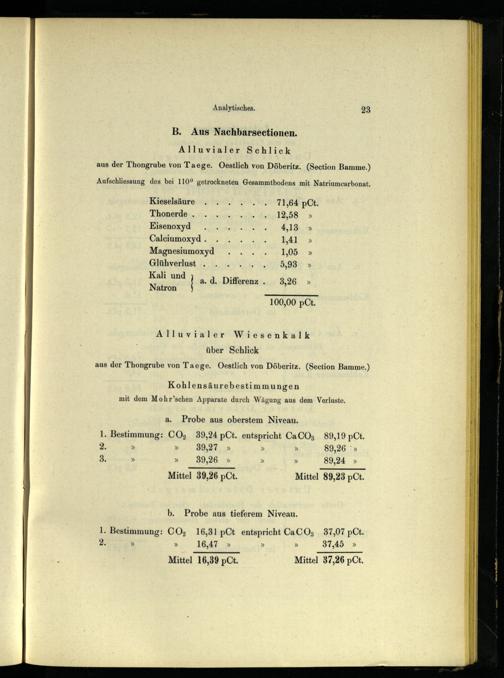 Analytisches. 23
B. Aus Nachbarsectionen.
Alluvialer Schlick
aus der Thongrube von Taege. Oestlich von Döberitz. (Section Bamme.)
Aufschliessung des bei 110° getrockneten Gesammtbodens mit Natriumcarbonat.
Kieselsäure . . . . . . 71,64 pCt.
Thonerde . . . . . . . 12,58 »
Eisenoxyd . . . . . . 4,13 »
Calciumoxyd . . . . . . 1,41 »
Magnesiumoxyd . . . . 1,05 »
Glühverlust . . . . . . 5,93 »
Kali und
Natron } a. d. Differenz . 3,26 »
100,00 pCt.
Alluvialer Wiesenkalk
über Schlick
aus der Thongrube von Taege. Oestlich von Döberitz. (Section Bamme.)
Kohlensäurebestimmungen
mit dem Mohr'schen Apparate durch Wägung aus dem Verluste.
a. Probe aus oberstem Niveau.
1. Bestimmung: CO₂ 39,24 pCt. entspricht CaCO₃ 89,19 pCt.
2. » » 39,27 » » » 89,26 »
3. » » 39,26 » » » 89,24 »
Mittel 39,26 pCt. Mittel 89,23 pCt.
b. Probe aus tieferem Niveau.
1. Bestimmung: CO₂ 16,31 pCt entspricht CaCO₃ 37,07 pCt.
2. » » 16,47 » » » 37,45 »
Mittel 16,39 pCt. Mittel 37,26 pCt.